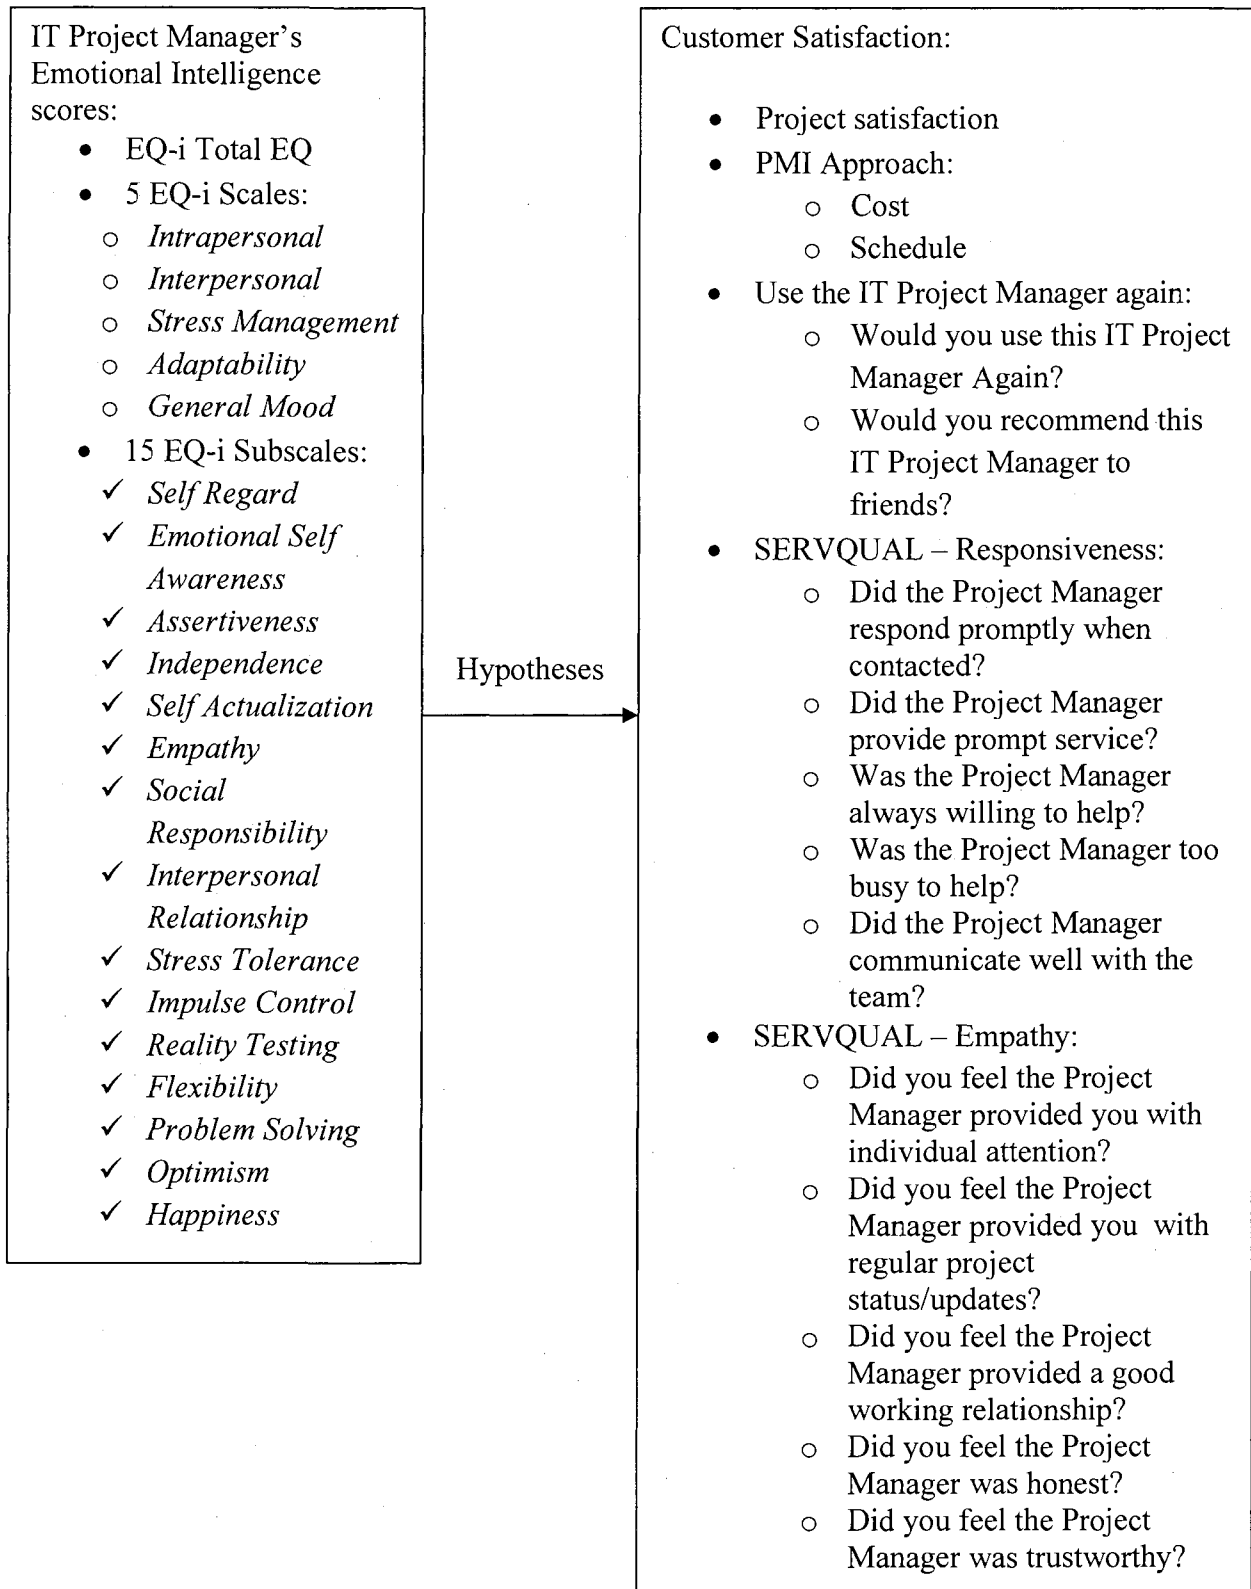 IT Project Manager’s
Emotional Intelligence
scores:
• EQ-i Total EQ
• 5 EQ-i Scales:
o Intrapersonal
o Interpersonal
o Stress Management
o Adaptability
o General Mood
• 15 EQ-i Subscales:
✓ Self Regard
✓ Emotional Self
Awareness
✓ Assertiveness
✓ Independence
✓ Self Actualization
✓ Empathy
✓ Social
Responsibility
✓ Interpersonal
Relationship
✓ Stress Tolerance
✓ Impulse Control
✓ Reality Testing
✓ Flexibility
✓ Problem Solving
✓ Optimism
✓ Happiness
Hypotheses
Customer Satisfaction:
• Project satisfaction
• PMI Approach:
o Cost
o Schedule
• Use the IT Project Manager again:
o Would you use this IT Project
Manager Again?
o Would you recommend this
IT Project Manager to
friends?
• SERVQUAL – Responsiveness:
o Did the Project Manager
respond promptly when
contacted?
o Did the Project Manager
provide prompt service?
o Was the Project Manager
always willing to help?
o Was the Project Manager too
busy to help?
o Did the Project Manager
communicate well with the
team?
• SERVQUAL – Empathy:
o Did you feel the Project
Manager provided you with
individual attention?
o Did you feel the Project
Manager provided you with
regular project
status/updates?
o Did you feel the Project
Manager provided a good
working relationship?
o Did you feel the Project
Manager was honest?
o Did you feel the Project
Manager was trustworthy?